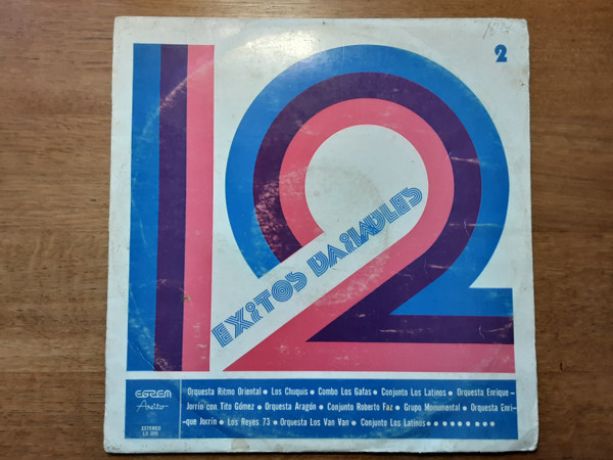 2
12
EXITOS BAILABLES
EGREM
Areito
ESTEREO
Orquesta Ritmo Oriental • Los Chuquis • Combo Los Gafas • Conjunto Los Latinos • Orquesta Enrique
Jorrín con Tito Gómez • Orquesta Aragón • Conjunto Roberto Faz • Grupo Monumental • Orquesta Enri-
que Jorrín • Los Reyes 73 • Orquesta Los Van Van • Conjunto Los Latinos • • • • • • • • •